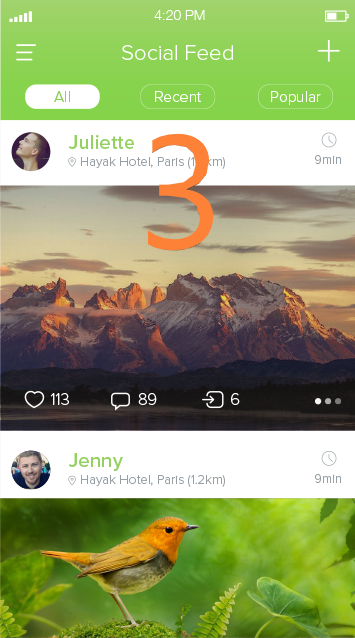 4:20 PM
Social Feed
All
Recent
Popular
Juliette
Hayak Hotel, Paris (1 km)
9min
3
113
89
6
Jenny
Hayak Hotel, Paris (1.2km)
9min